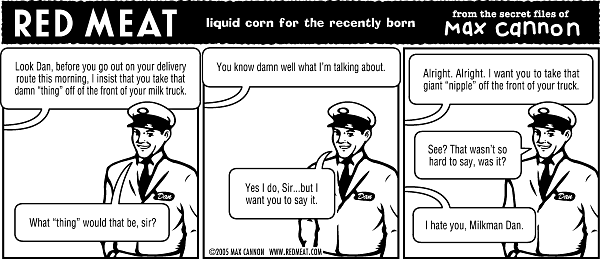 RED MEAT
liquid corn for the recently born
from the secret files of
Max cannon
Look Dan, before you go out on your delivery
route this morning, I insist that you take that
damn "thing" off of the front of your milk truck.
Dan
What "thing" would that be, sir?
You know damn well what I'm talking about.
Yes I do, Sir...but I
want you to say it.
Dan
©2005 MAX CANNON   WWW.REDMEAT.COM
Alright. Alright. I want you to take that
giant "nipple" off the front of your truck.
See? That wasn't so
hard to say, was it?
Dan
I hate you, Milkman Dan.